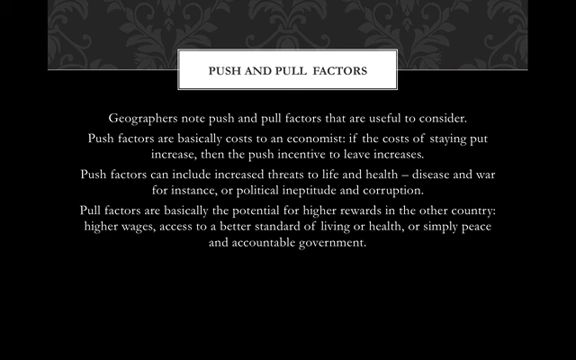 PUSH AND PULL FACTORS
Geographers note push and pull factors that are useful to consider.
Push factors are basically costs to an economist: if the costs of staying put
increase, then the push incentive to leave increases.
Push factors can include increased threats to life and health – disease and war
for instance, or political ineptitude and corruption.
Pull factors are basically the potential for higher rewards in the other country:
higher wages, access to a better standard of living or health, or simply peace
and accountable government.